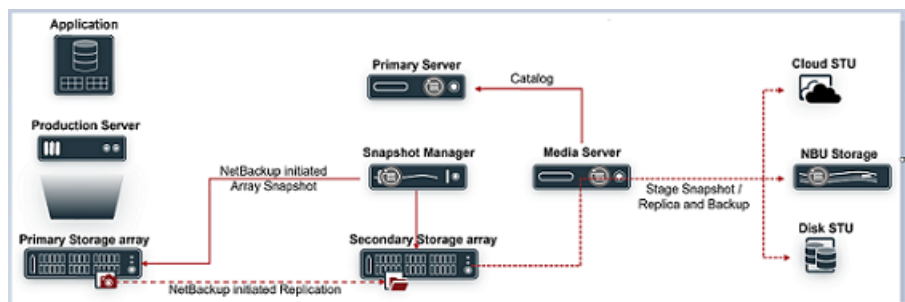 Application
Primary Server
Cloud STU
Catalog
Production Server
Snapshot Manager
Media Server
NBU Storage
NetBackup initiated
Array Snapshot
Stage Snapshot /
Replica and Backup
Primary Storage array
Secondary Storage array
Disk STU
NetBackup initiated Replication